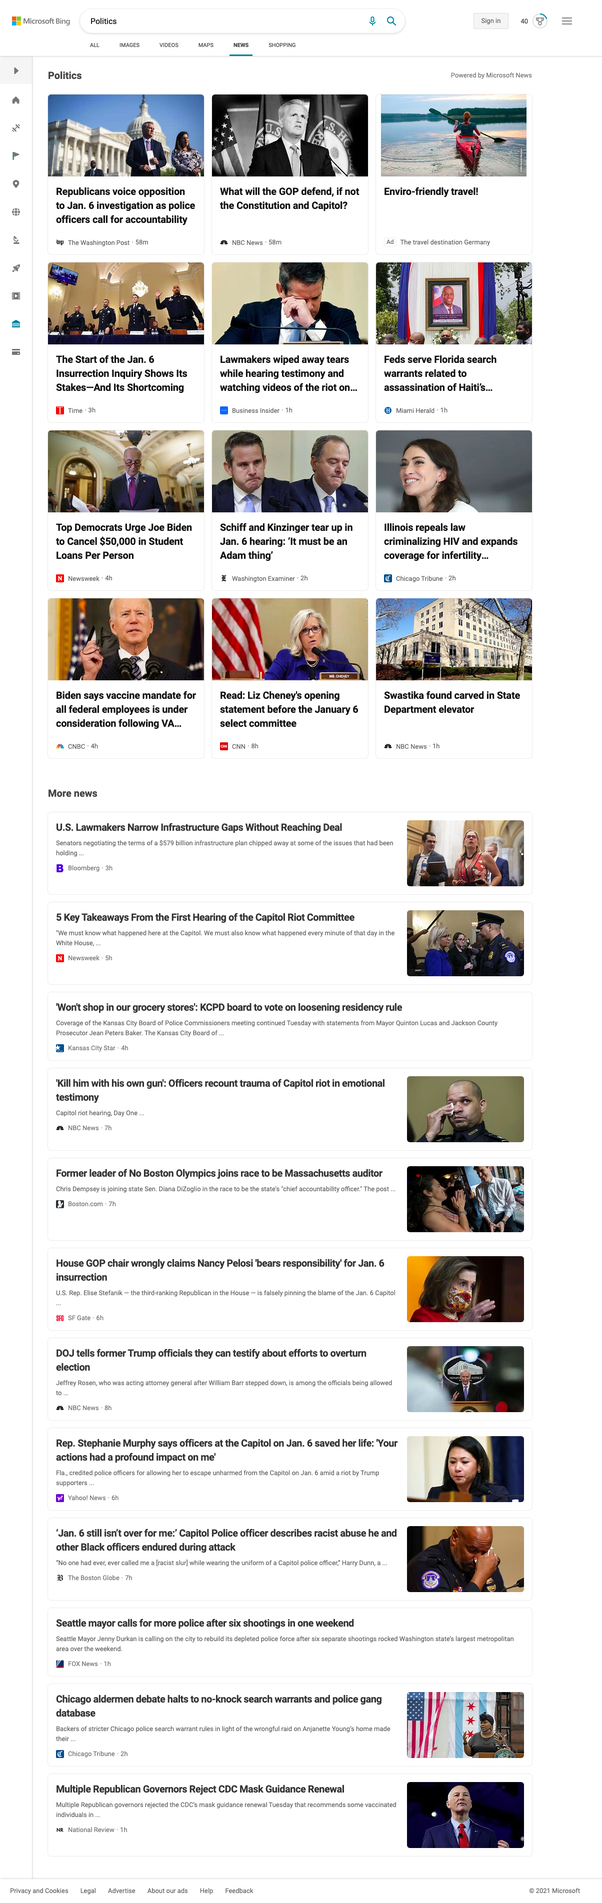 Microsoft Bing
Politics
Sign in
40
ALL IMAGES VIDEOS MAPS NEWS SHOPPING
Politics
Powered by Microsoft News
Republicans voice opposition
to Jan. 6 investigation as police
officers call for accountability
The Washington Post · 58m
What will the GOP defend, if not
the Constitution and Capitol?
NBC News · 58m
Enviro-friendly travel!
Ad The travel destination Germany
The Start of the Jan. 6
Insurrection Inquiry Shows Its
Stakes—And Its Shortcoming
Time · 3h
Lawmakers wiped away tears
while hearing testimony and
watching videos of the riot on...
Business Insider · 1h
Feds serve Florida search
warrants related to
assassination of Haiti's...
Miami Herald · 1h
Top Democrats Urge Joe Biden
to Cancel $50,000 in Student
Loans Per Person
Newsweek · 4h
Schiff and Kinzinger tear up in
Jan. 6 hearing: 'It must be an
Adam thing'
Washington Examiner · 2h
Illinois repeals law
criminalizing HIV and expands
coverage for infertility...
Chicago Tribune · 2h
Biden says vaccine mandate for
all federal employees is under
consideration following VA...
CNBC · 4h
MS. CHENEY
Read: Liz Cheney's opening
statement before the January 6
select committee
CNN · 8h
Swastika found carved in State
Department elevator
NBC News · 1h
More news
U.S. Lawmakers Narrow Infrastructure Gaps Without Reaching Deal
Senators negotiating the terms of a $579 billion infrastructure plan chipped away at some of the issues that had been
holding ...
Bloomberg · 3h
5 Key Takeaways From the First Hearing of the Capitol Riot Committee
"We must know what happened here at the Capitol. We must also know what happened every minute of that day in the
White House, ...
Newsweek · 5h
'Won't shop in our grocery stores': KCPD board to vote on loosening residency rule
Coverage of the Kansas City Board of Police Commissioners meeting continued Tuesday with statements from Mayor Quinton Lucas and Jackson County
Prosecutor Jean Peters Baker. The Kansas City Board of ...
Kansas City Star · 4h
'Kill him with his own gun': Officers recount trauma of Capitol riot in emotional
testimony
Capitol riot hearing, Day One ...
NBC News · 7h
Former leader of No Boston Olympics joins race to be Massachusetts auditor
Chris Dempsey is joining state Sen. Diana DiZoglio in the race to be the state's "chief accountability officer." The post ...
Boston.com · 7h
House GOP chair wrongly claims Nancy Pelosi 'bears responsibility' for Jan. 6
insurrection
U.S. Rep. Elise Stefanik — the third-ranking Republican in the House — is falsely pinning the blame of the Jan. 6 Capitol
...
SF Gate · 6h
DOJ tells former Trump officials they can testify about efforts to overturn
election
Jeffrey Rosen, who was acting attorney general after William Barr stepped down, is among the officials being allowed
to ...
NBC News · 8h
Rep. Stephanie Murphy says officers at the Capitol on Jan. 6 saved her life: 'Your
actions had a profound impact on me'
Fla., credited police officers for allowing her to escape unharmed from the Capitol on Jan. 6 amid a riot by Trump
supporters ...
Yahoo! News · 6h
'Jan. 6 still isn't over for me:' Capitol Police officer describes racist abuse he and
other Black officers endured during attack
"No one had ever, ever called me a [racist slur] while wearing the uniform of a Capitol police officer," Harry Dunn, a ...
The Boston Globe · 7h
Seattle mayor calls for more police after six shootings in one weekend
Seattle Mayor Jenny Durkan is calling on the city to rebuild its depleted police force after six separate shootings rocked Washington state's largest metropolitan
area over the weekend.
FOX News · 1h
Chicago aldermen debate halts to no-knock search warrants and police gang
database
Backers of stricter Chicago police search warrant rules in light of the wrongful raid on Anjanette Young's home made
their ...
Chicago Tribune · 2h
Multiple Republican Governors Reject CDC Mask Guidance Renewal
Multiple Republican governors rejected the CDC's mask guidance renewal Tuesday that recommends some vaccinated
individuals in ...
National Review · 1h
Privacy and Cookies Legal Advertise About our ads Help Feedback
© 2021 Microsoft